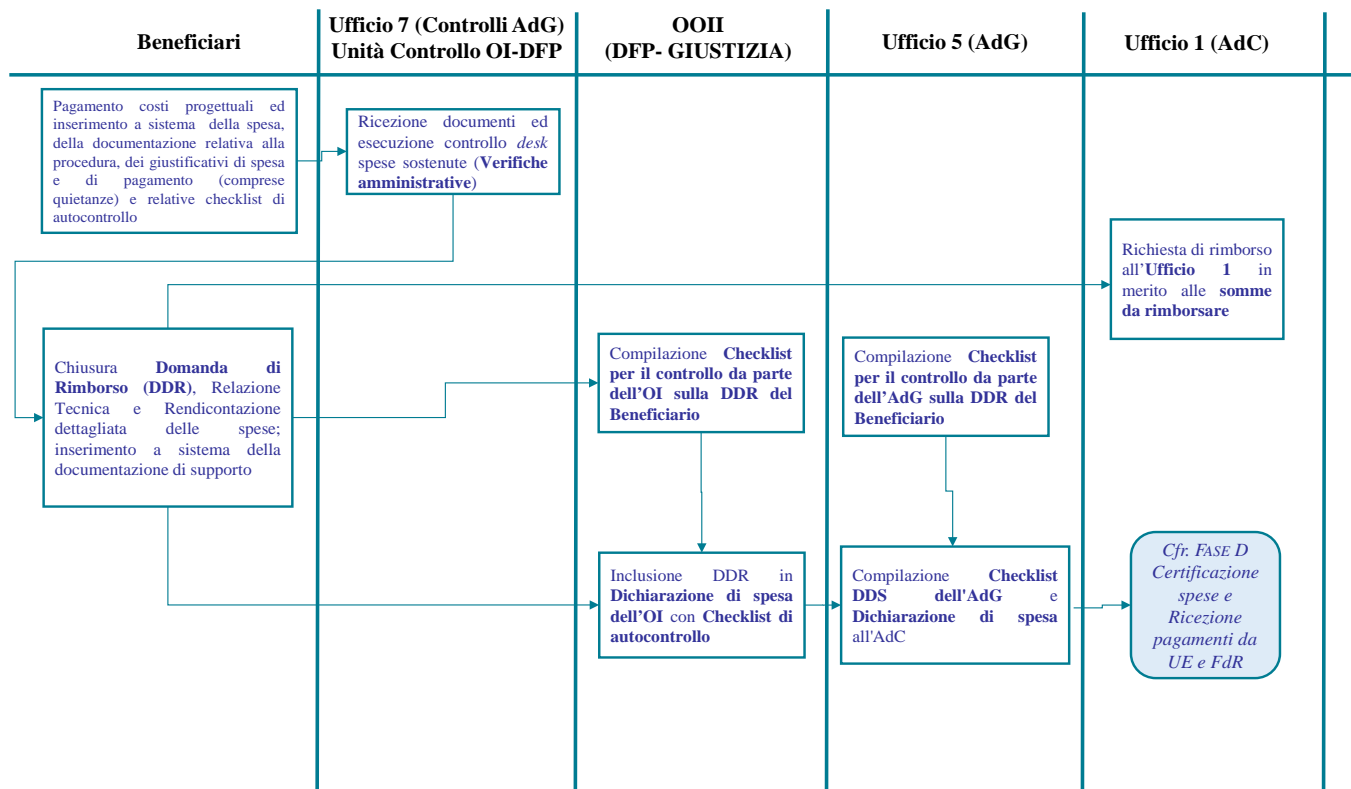 Beneficiari
Ufficio 7 (Controlli AdG)
Unità Controllo OI-DFP
OOII
(DFP- GIUSTIZIA)
Ufficio 5 (AdG)
Ufficio 1 (AdC)
Pagamento costi progettuali ed
inserimento a sistema della spesa,
della documentazione relativa alla
procedura, dei giustificativi di spesa
e di pagamento (comprese
quietanze) e relative checklist di
autocontrollo
Ricezione documenti ed
esecuzione controllo desk
spese sostenute (Verifiche
amministrative)
Richiesta di rimborso
all'Ufficio 1 in
merito alle somme
da rimborsare
Chiusura Domanda di
Rimborso (DDR), Relazione
Tecnica e Rendicontazione
dettagliata delle spese;
inserimento a sistema della
documentazione di supporto
Compilazione Checklist
per il controllo da parte
dell'OI sulla DDR del
Beneficiario
Compilazione Checklist
per il controllo da parte
dell'AdG sulla DDR del
Beneficiario
Inclusione DDR in
Dichiarazione di spesa
dell'OI con Checklist di
autocontrollo
Compilazione Checklist
DDS dell'AdG e
Dichiarazione di spesa
all'AdC
Cfr. FASE D
Certificazione
spese e
Ricezione
pagamenti da
UE e FdR